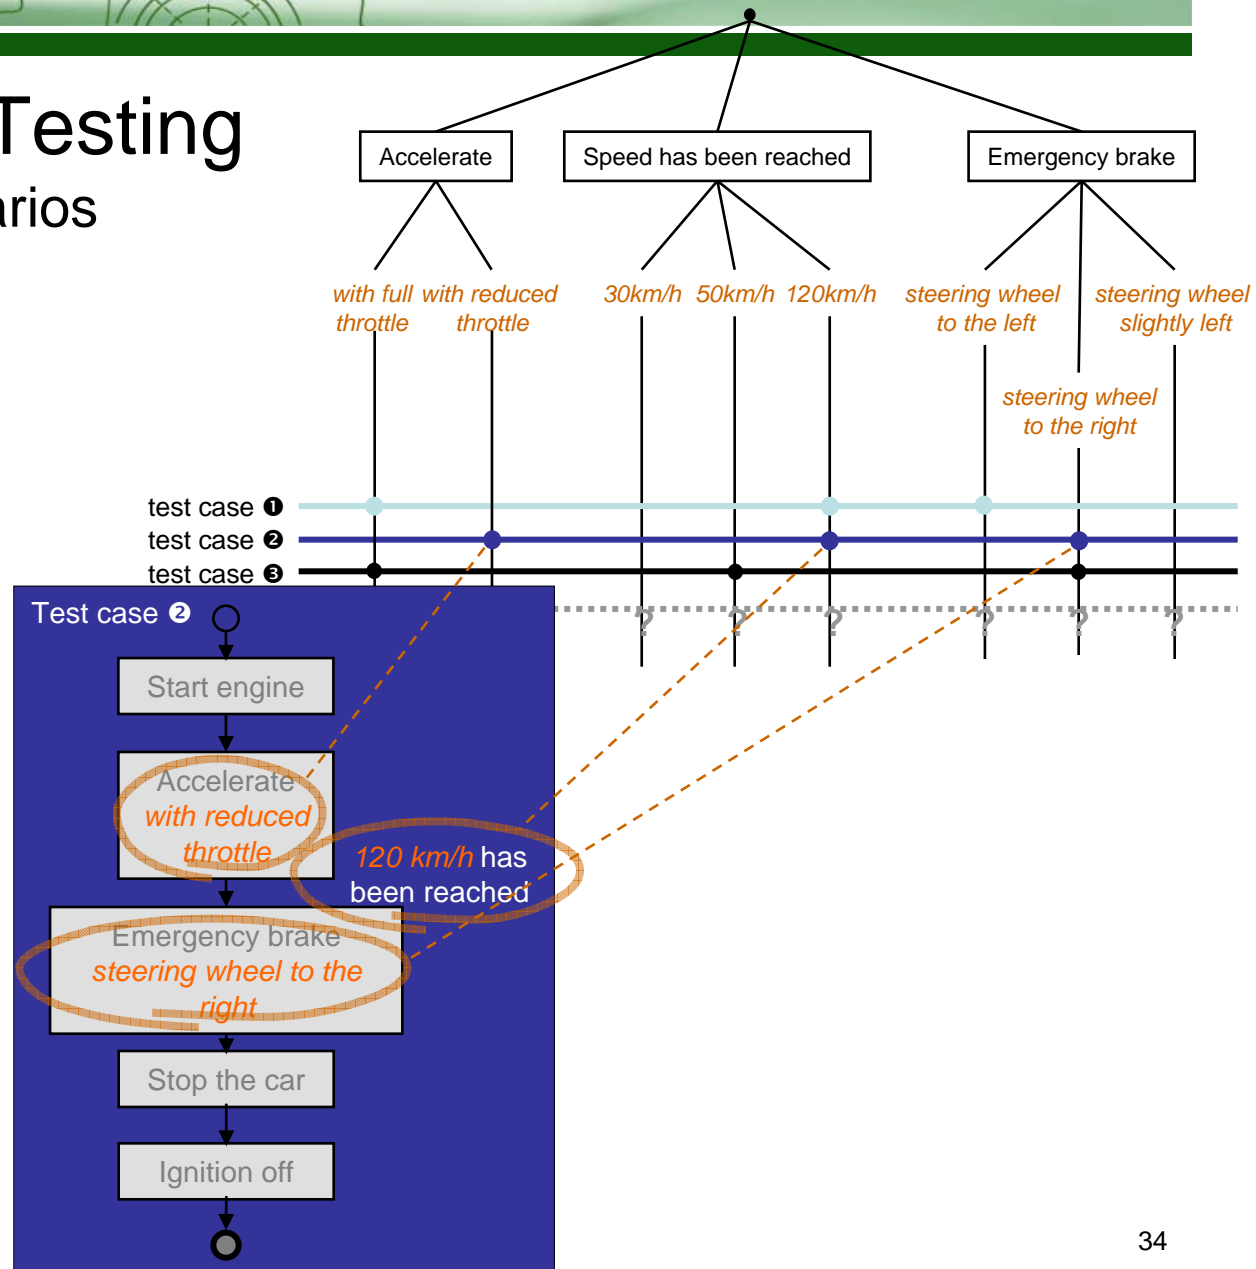 Testing
arios
Accelerate
Speed has been reached
Emergency brake
with full
throttle
with reduced
throttle
30km/h
50km/h
120km/h
steering wheel
to the left
steering wheel
slightly left
steering wheel
to the right
test case ❶
test case ❷
test case ❸
? ? ? ? ? ?
Test case ❷
Start engine
Accelerate
with reduced
throttle
120 km/h has
been reached
Emergency brake
steering wheel to the
right
Stop the car
Ignition off
34